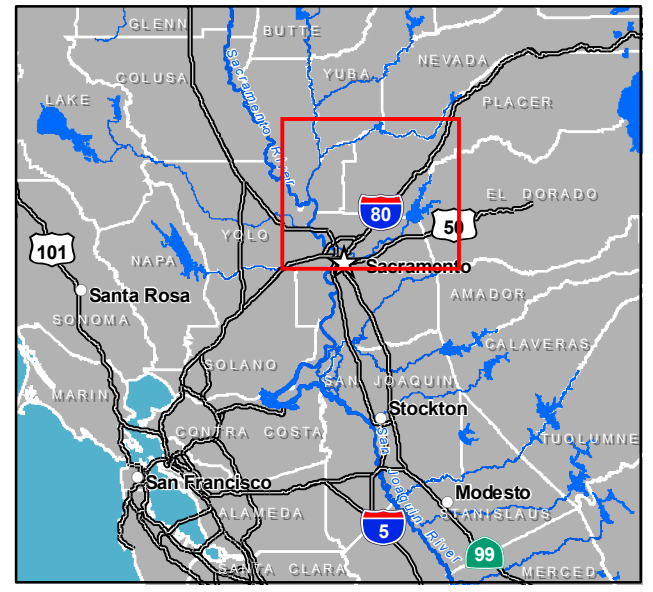 GLENN
BUTTE
NEVADA
YUBA
COLUSA
Sacramento River
LAKE
PLACER
EL DORADO
80
50
YOLO
101
NAPA
Sacramento
Santa Rosa
AMADOR
SONOMA
CALAVERAS
SOLANO
SAN JOAQUIN
MARIN
Stockton
CONTRA COSTA
TUOLUMNE
San Joaquin River
San Francisco
Modesto
ALAMEDA
STANISLAUS
5
99
SANTA CLARA
MERCED